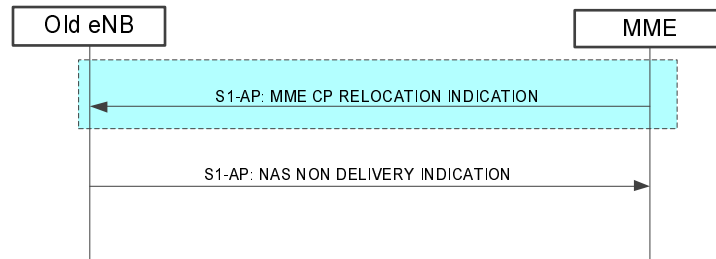 Old eNB
MME
S1-AP: MME CP RELOCATION INDICATION
S1-AP: NAS NON DELIVERY INDICATION